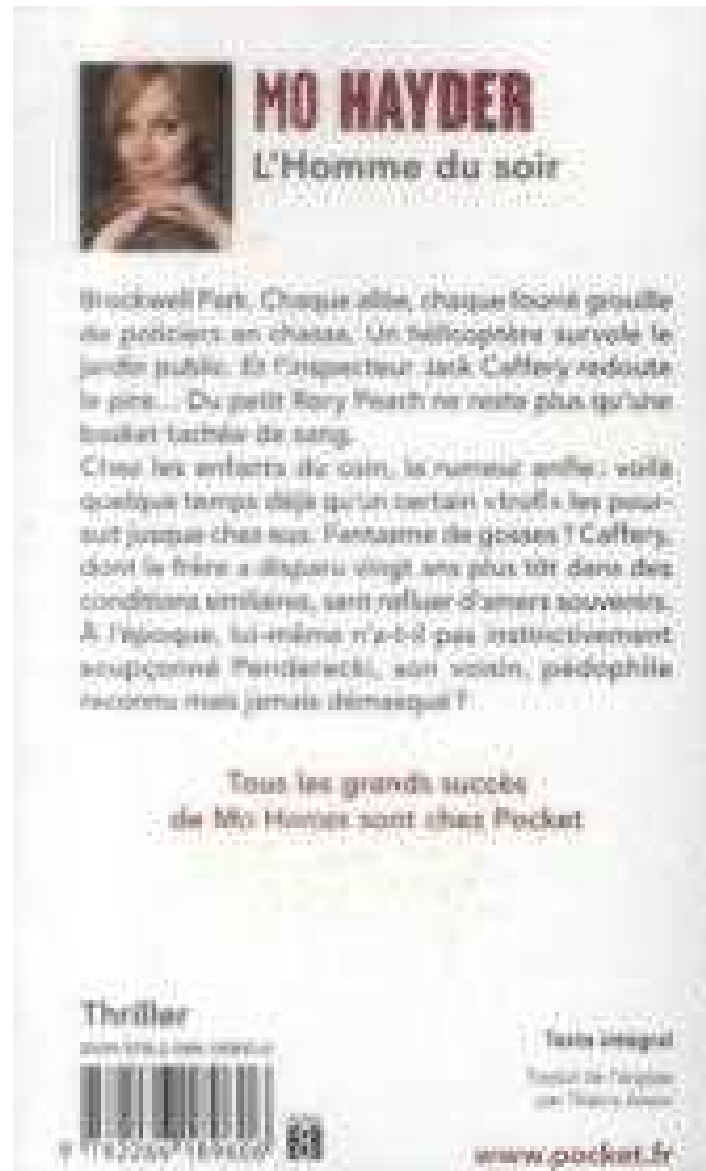 MO HAYDER
L'Homme du soir
Brockwell Park. Chaque allée, chaque fourré grouille
de policiers en chasse. Un hélicoptère survole le
jardin public. Et l'inspecteur Jack Caffery redoute
le pire... Du petit Rory Peach ne reste plus qu'une
basket tachée de sang.
Chez les enfants du coin, la rumeur enfle : voilà
quelque temps déjà qu'un certain « troll » les pour-
suit jusque chez eux. Fantasme de gosses ? Caffery,
dont le frère a disparu vingt ans plus tôt dans des
conditions similaires, sent refluer d'amers souvenirs.
À l'époque, lui-même n'a-t-il pas instinctivement
soupçonné Penderecki, son voisin, pédophile
reconnu mais jamais démasqué ?
Tous les grands succès
de Mo Hayder sont chez Pocket
Thriller
Texte intégral
Traduit de l'anglais
par
www.pocket.fr